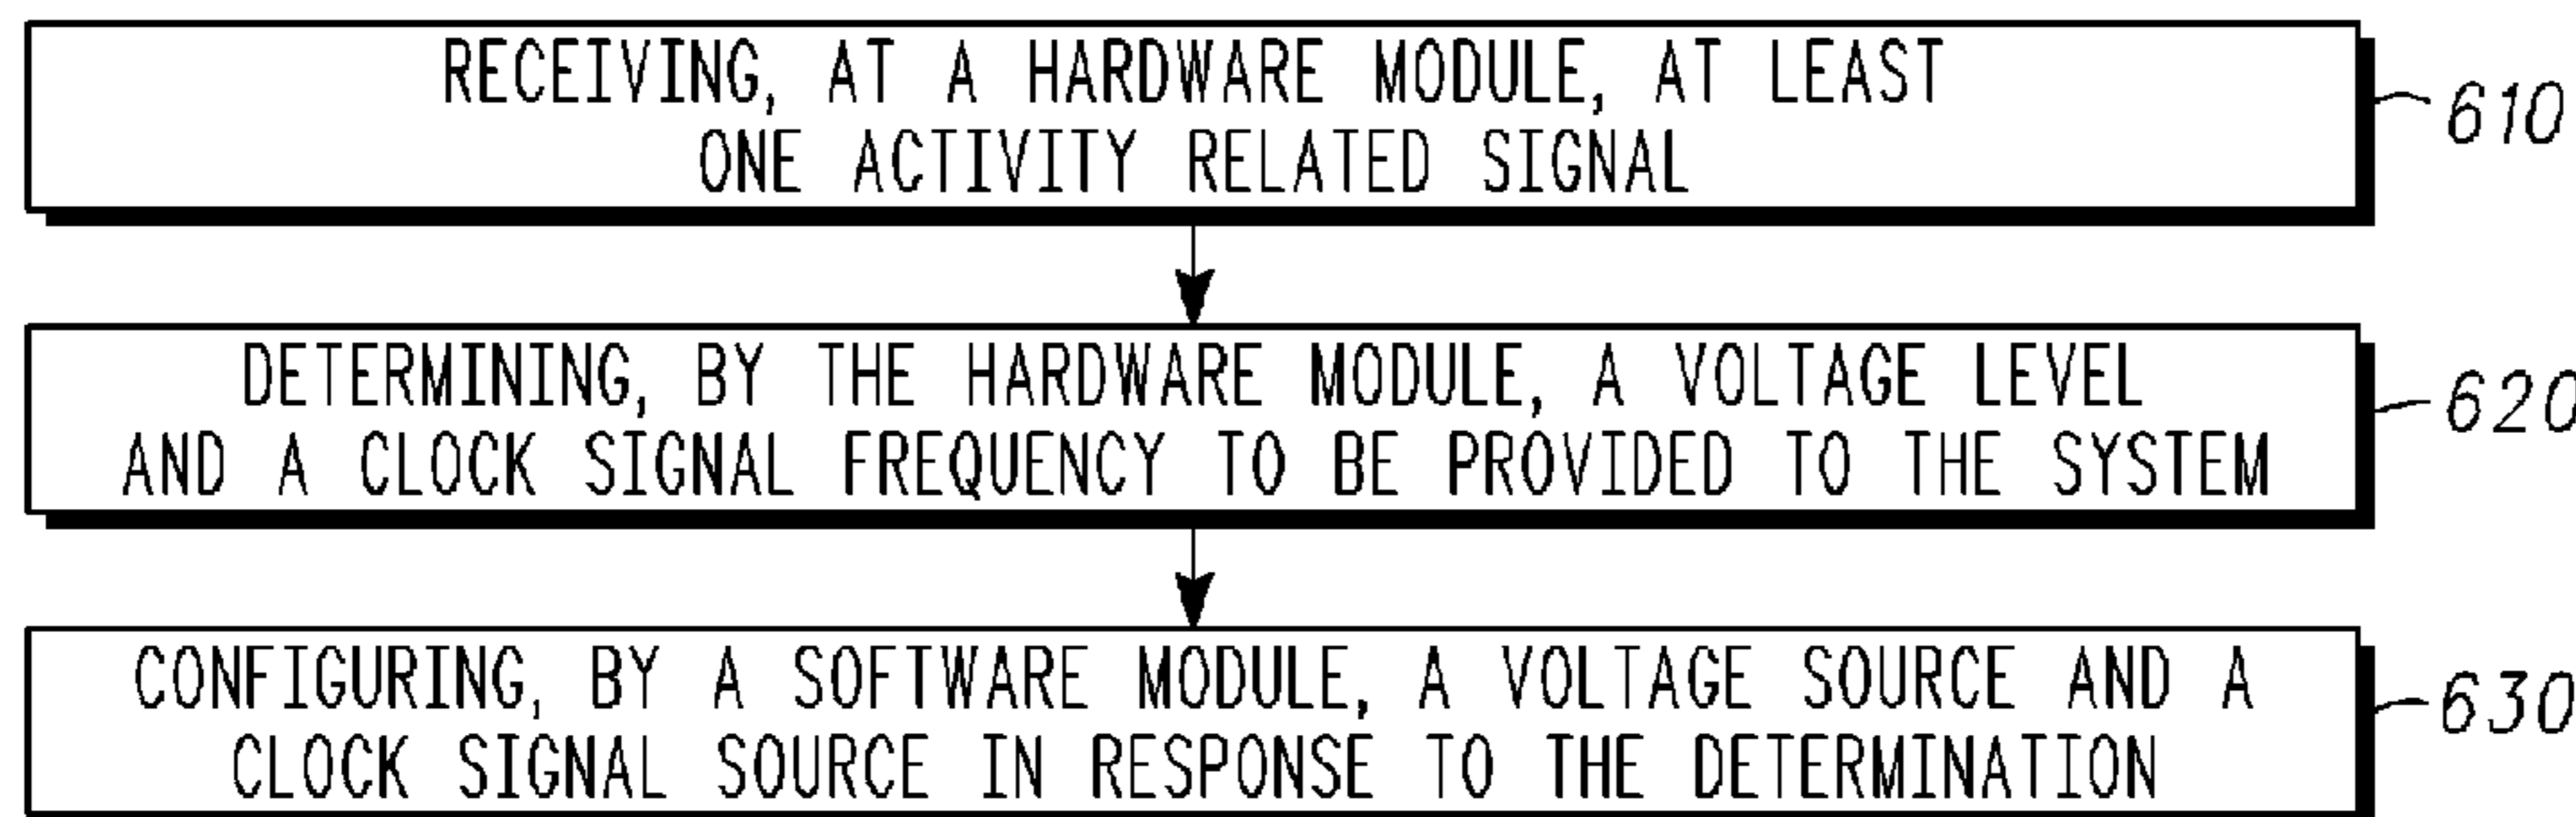 RECEIVING, AT A HARDWARE MODULE, AT LEAST
ONE ACTIVITY RELATED SIGNAL
610
DETERMINING, BY THE HARDWARE MODULE, A VOLTAGE LEVEL
AND A CLOCK SIGNAL FREQUENCY TO BE PROVIDED TO THE SYSTEM
620
CONFIGURING, BY A SOFTWARE MODULE, A VOLTAGE SOURCE AND A
CLOCK SIGNAL SOURCE IN RESPONSE TO THE DETERMINATION
630